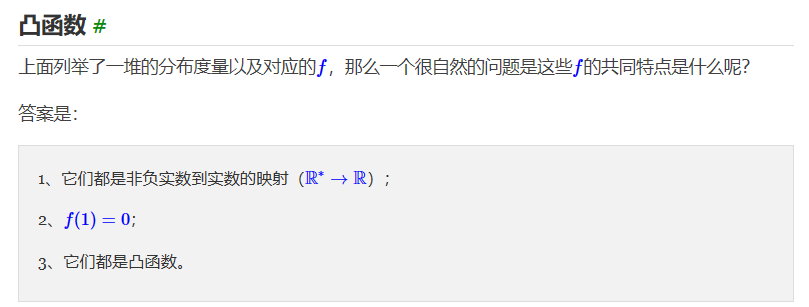 凸函数 #
上面列举了一堆的分布度量以及对应的f，那么一个很自然的问题是这些f的共同特点是什么呢？
答案是：
1、它们都是非负实数到实数的映射（ℝ* → ℝ）；
2、f(1) = 0；
3、它们都是凸函数。